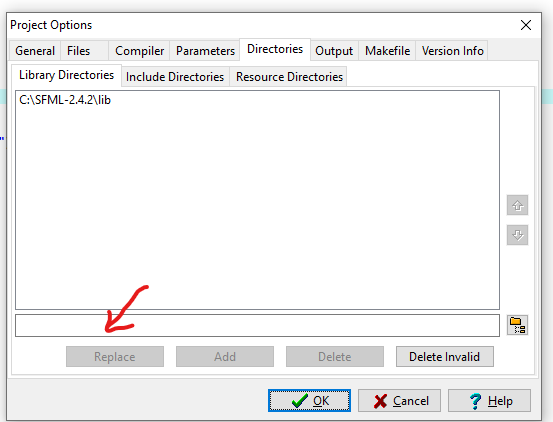 Project Options
General Files Compiler Parameters Directories Output Makefile Version Info
Library Directories Include Directories Resource Directories
C:\SFML-2.4.2\lib
"
Replace Add Delete Delete Invalid
OK Cancel Help